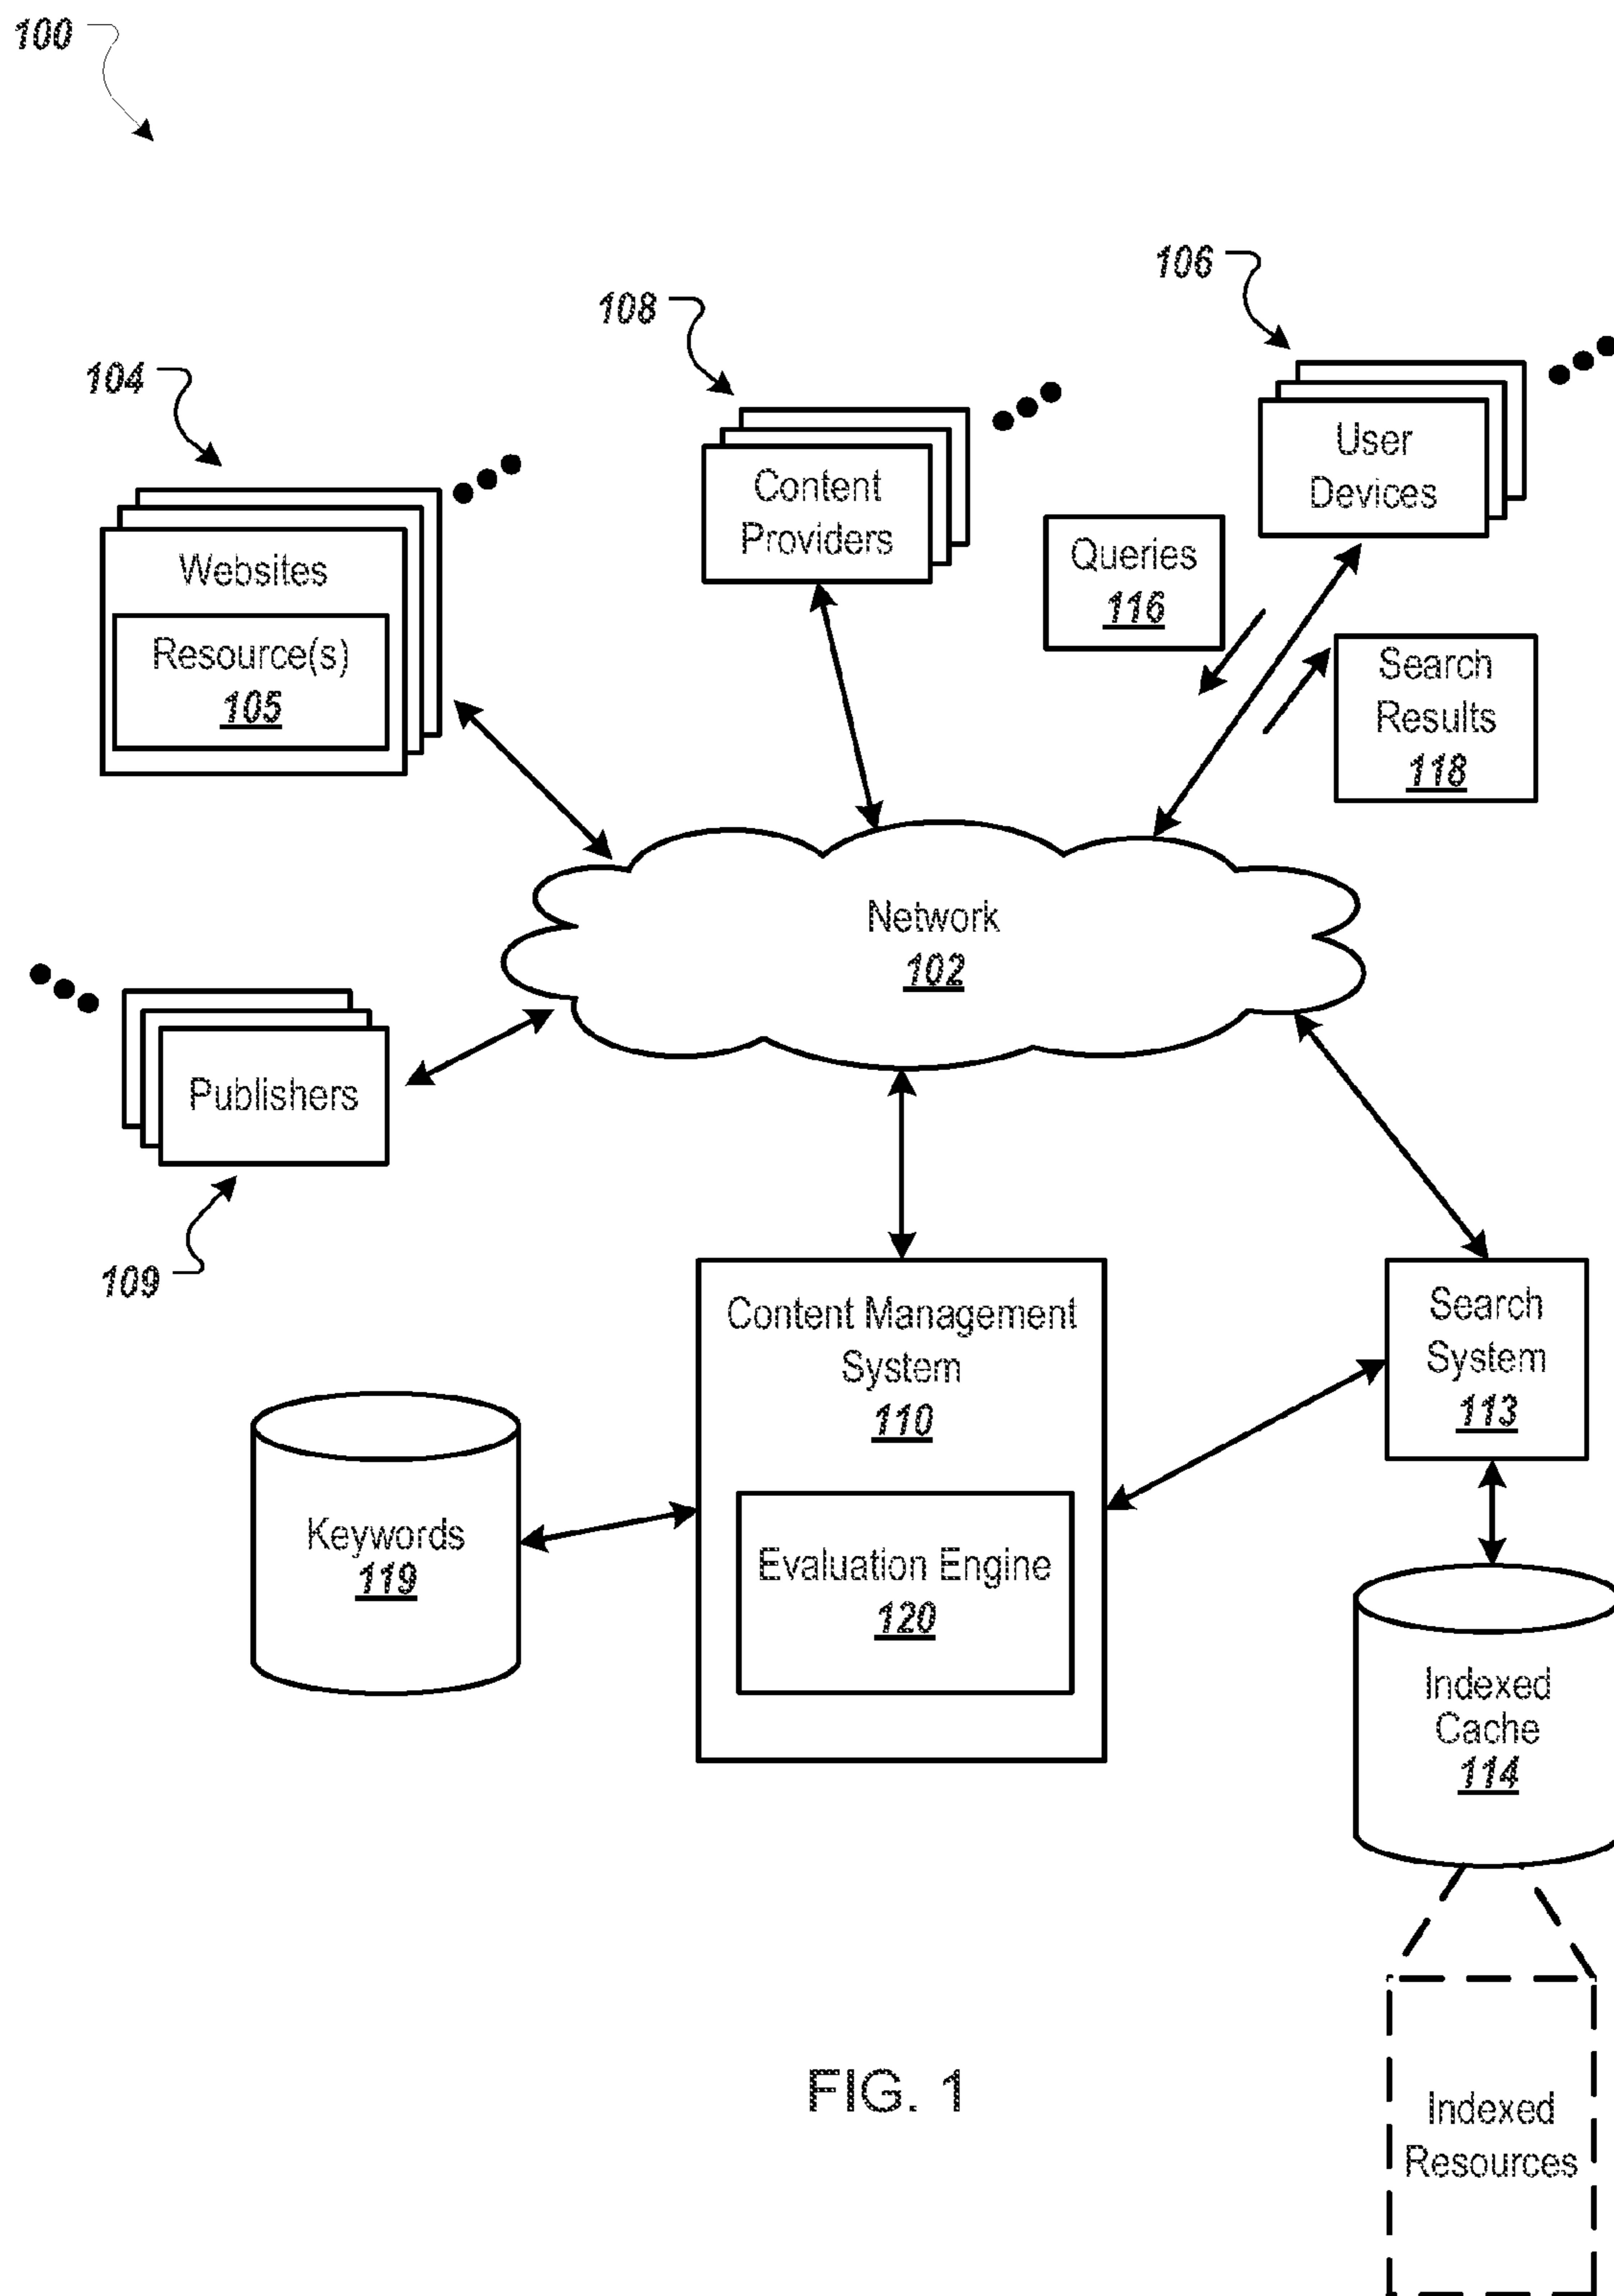 100
106
108
104
User
Devices
Content
Providers
Queries
116
Websites
Resource(s)
105
Search
Results
118
Network
102
Publishers
109
Content Management
System
110
Search
System
113
Keywords
119
Evaluation Engine
120
Indexed
Cache
114
FIG. 1
Indexed
Resources